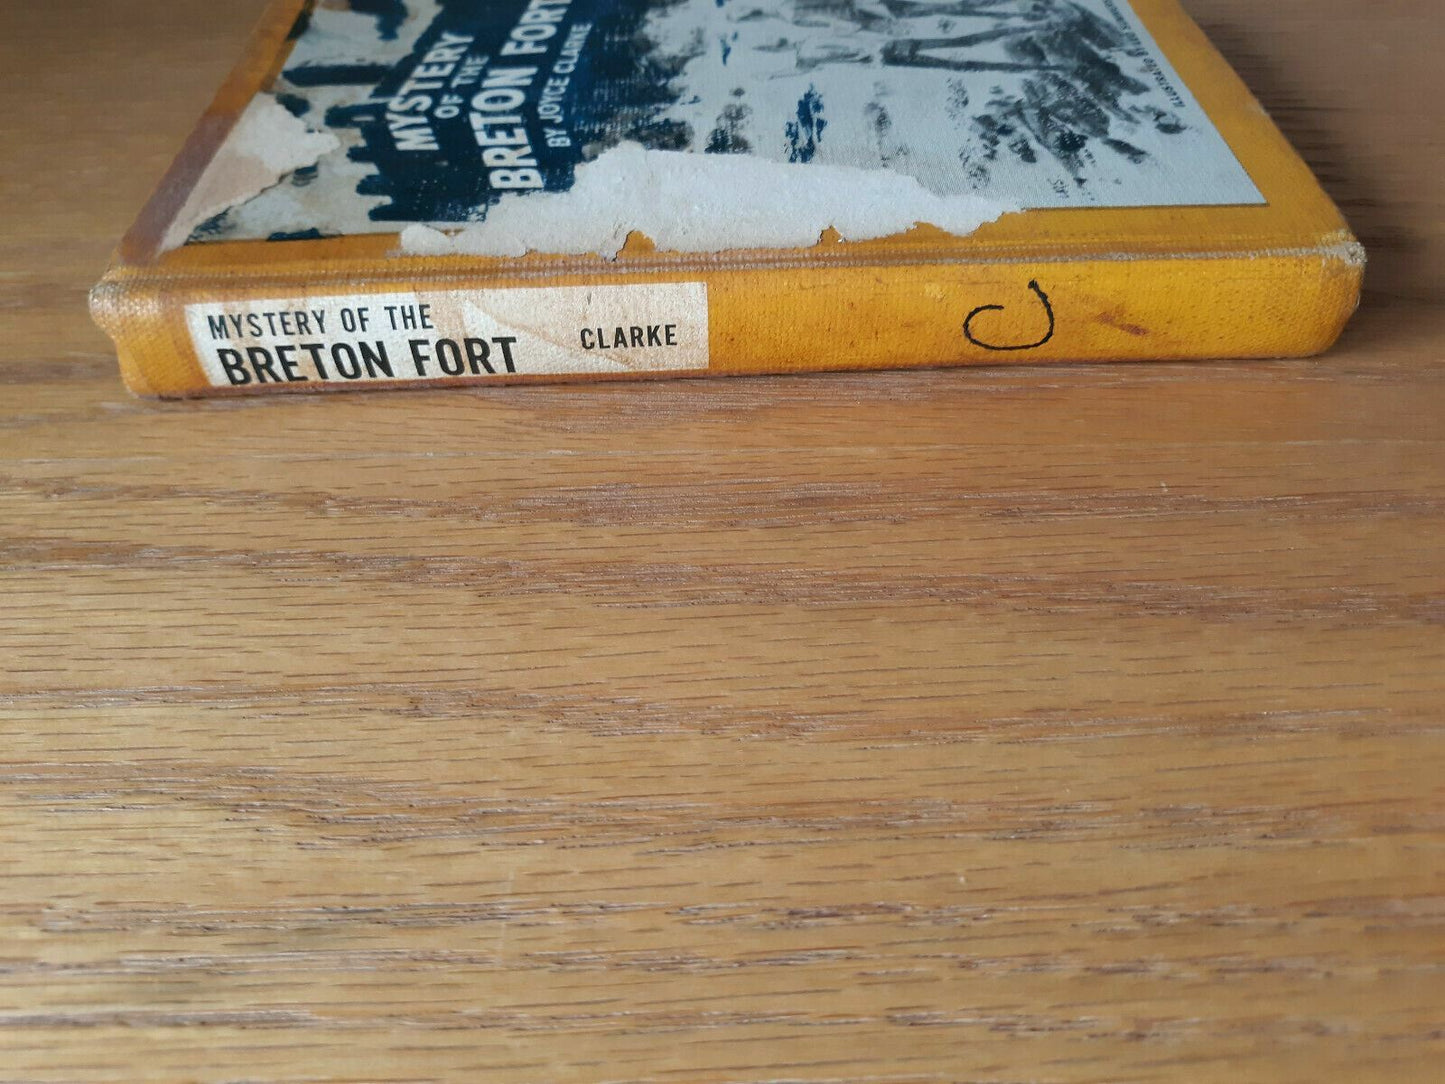 MYSTERY
OF THE
BRETON FORT
BY JOYCE CLARKE
MYSTERY OF THE
BRETON FORT
CLARKE
C